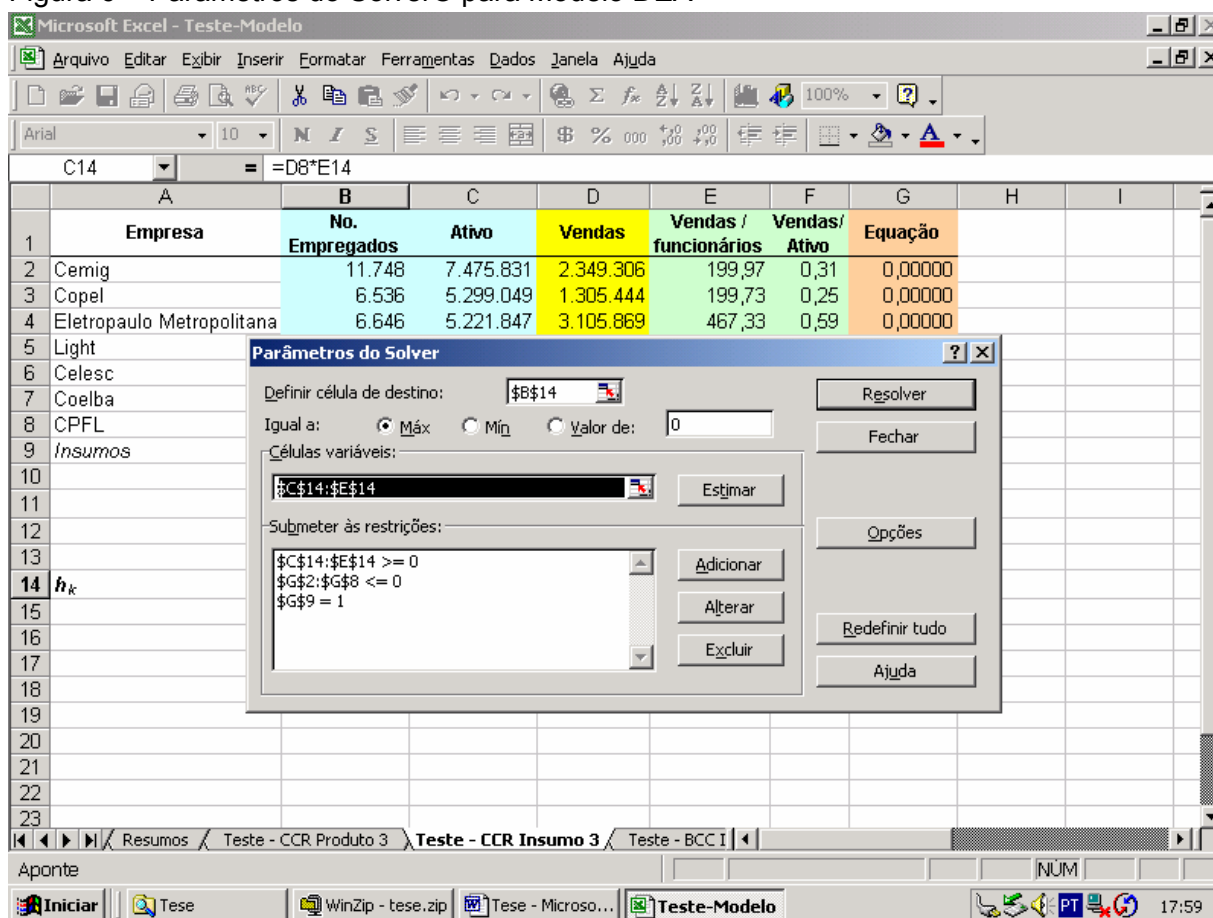 Microsoft Excel - Teste-Modelo
Arquivo Editar Exibir Inserir Formatar Ferramentas Dados Janela Ajuda
100%
Arial 10 N I S $ % 000
C14 = =D8*E14
A B C D E F G H I
1 Empresa No. Empregados Ativo Vendas Vendas / funcionários Vendas/ Ativo Equação
2 Cemig 11.748 7.475.831 2.349.306 199,97 0,31 0,00000
3 Copel 6.536 5.299.049 1.305.444 199,73 0,25 0,00000
4 Eletropaulo Metropolitana 6.646 5.221.847 3.105.869 467,33 0,59 0,00000
5 Light
6 Celesc
7 Coelba
8 CPFL
9 Insumos
10
11
12
13
14 hk
15
16
17
18
19
20
21
22
23
Parâmetros do Solver
Definir célula de destino: $B$14
Resolver
Igual a: Máx Mín Valor de: 0
Fechar
Células variáveis:
$C$14:$E$14
Estimar
Submeter às restrições:
Opções
$C$14:$E$14 >= 0
$G$2:$G$8 <= 0
$G$9 = 1
Adicionar
Alterar
Excluir
Redefinir tudo
Ajuda
Resumos Teste - CCR Produto 3 Teste - CCR Insumo 3 Teste - BCC I
Aponte NÚM
Iniciar Tese WinZip - tese.zip Tese - Microso... Teste-Modelo PT 17:59